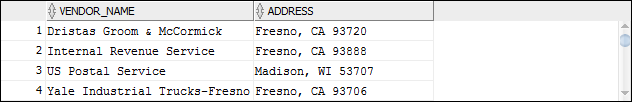 VENDOR_NAME ADDRESS
1 Dristas Groom & McCormick Fresno, CA 93720
2 Internal Revenue Service Fresno, CA 93888
3 US Postal Service Madison, WI 53707
4 Yale Industrial Trucks-Fresno Fresno, CA 93706